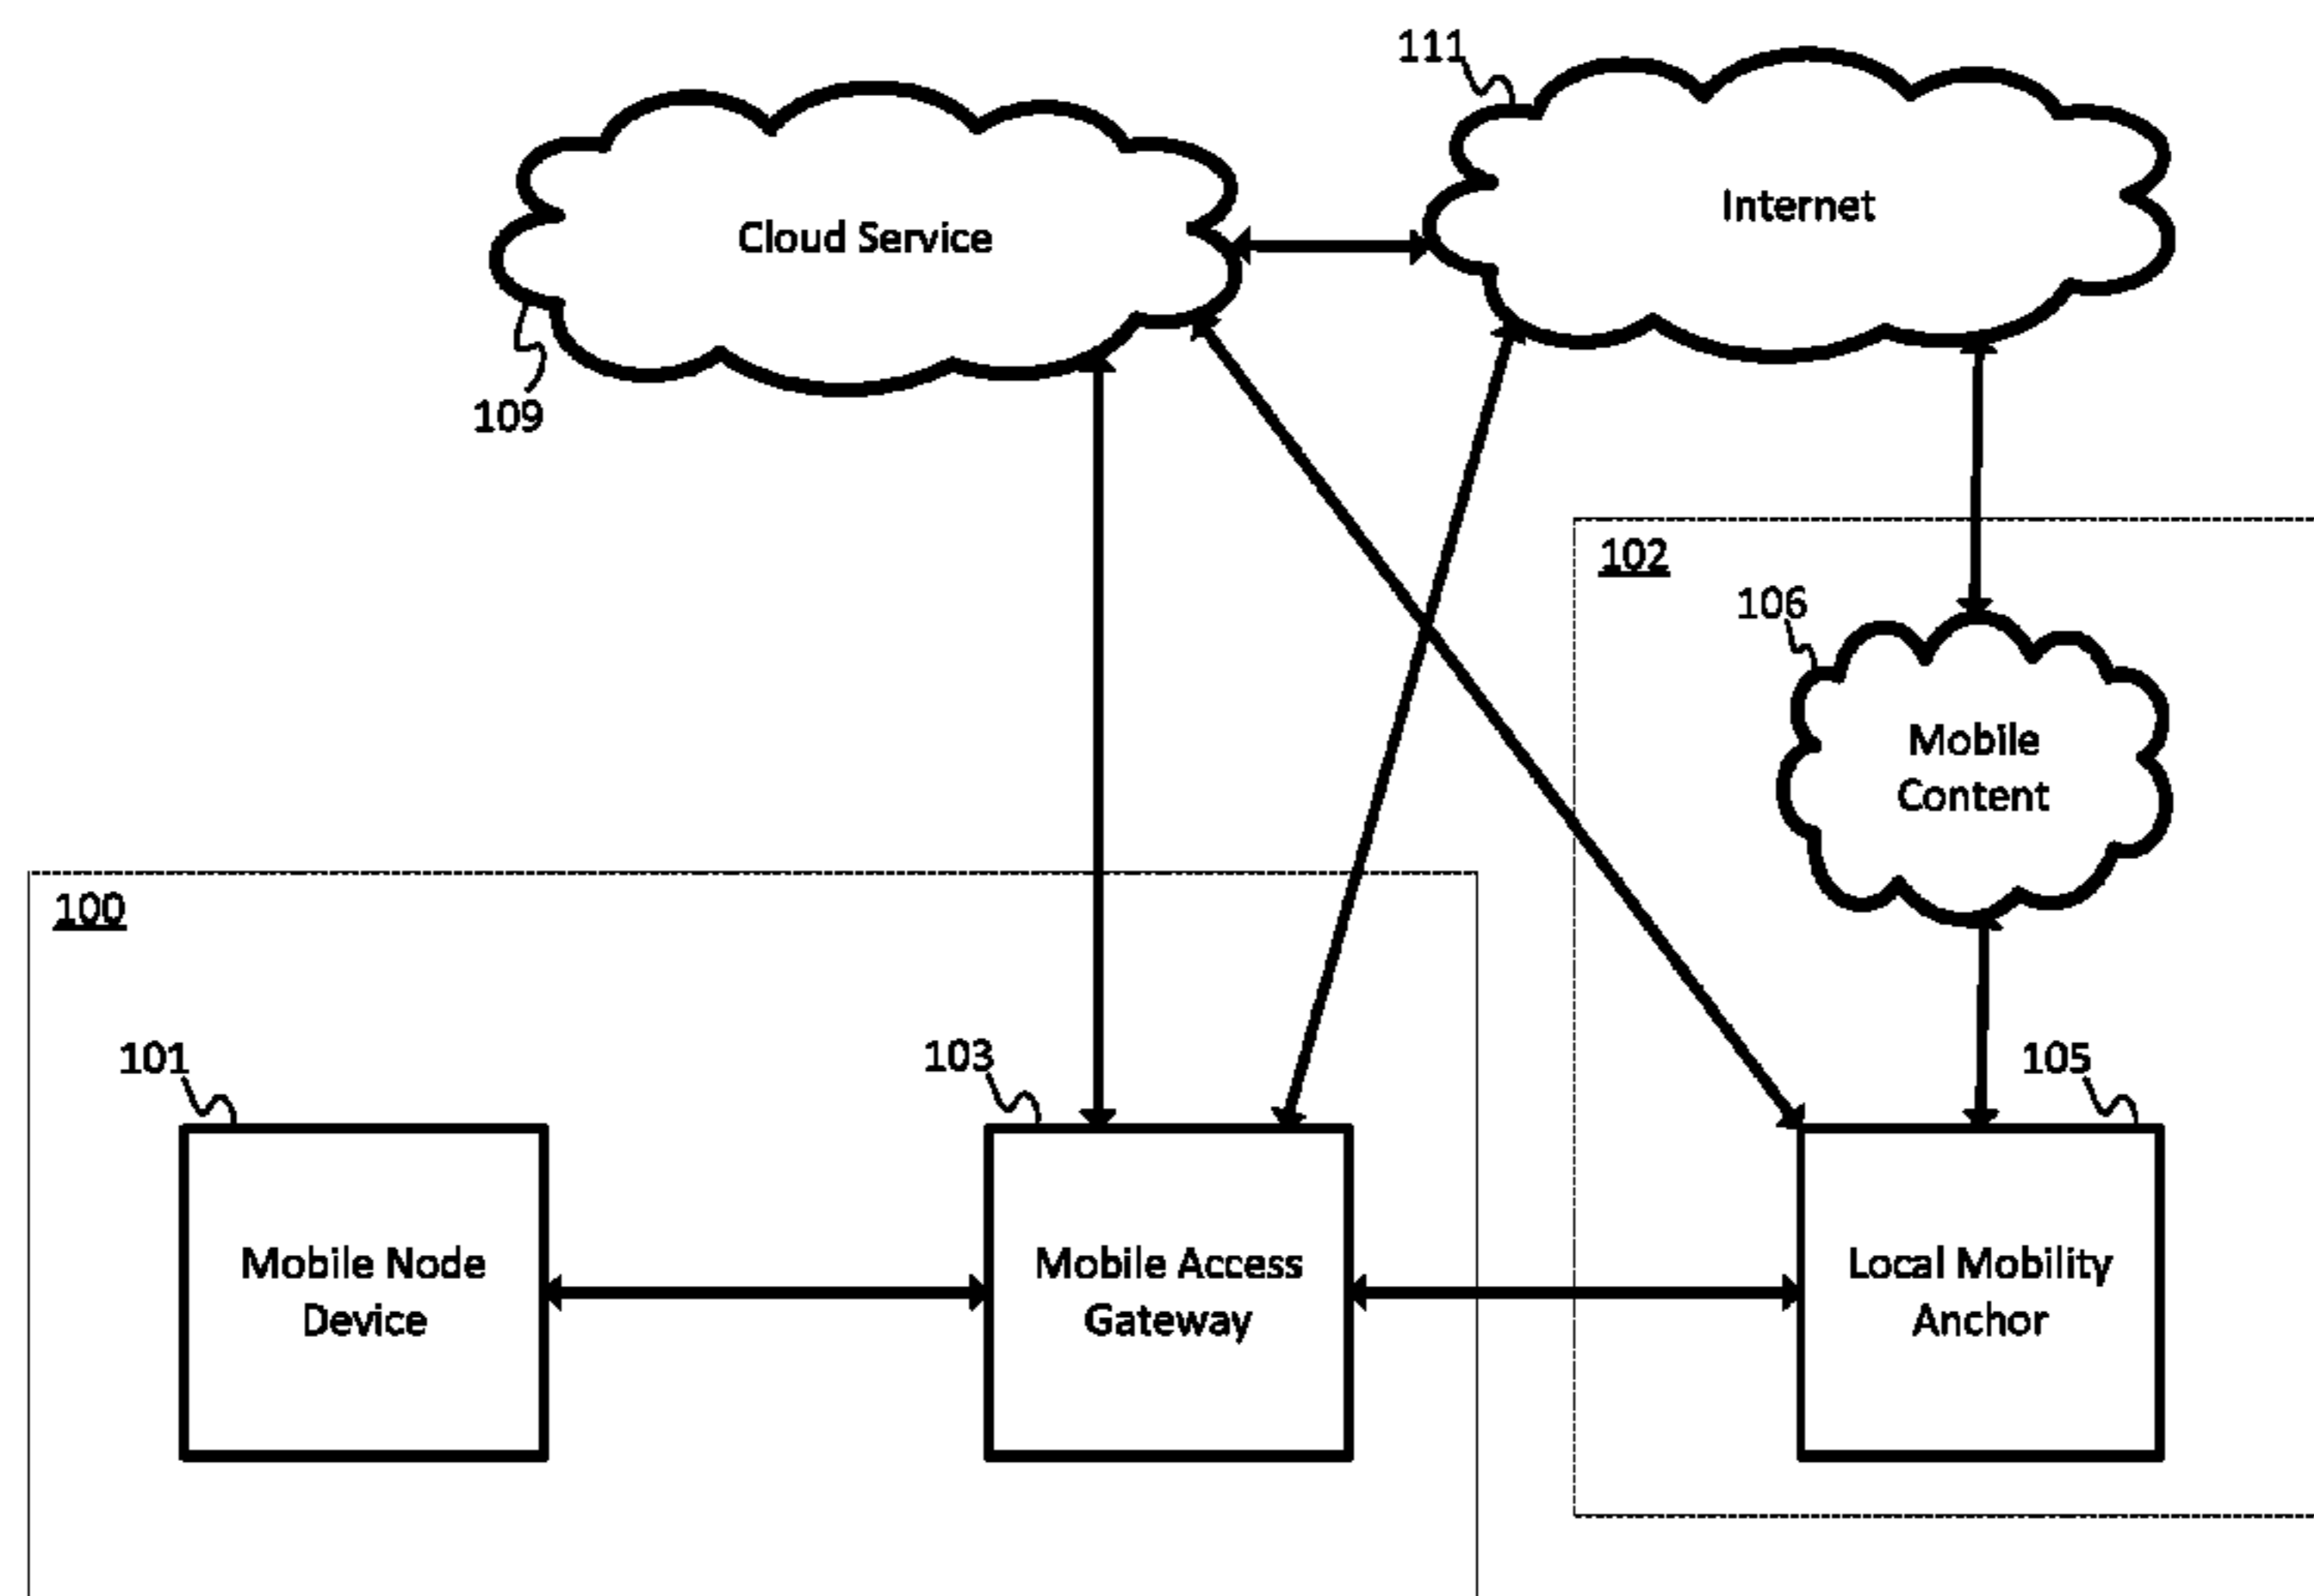 111
Internet
Cloud Service
109
102
106
Mobile
Content
100
101
103
105
Mobile Node
Device
Mobile Access
Gateway
Local Mobility
Anchor